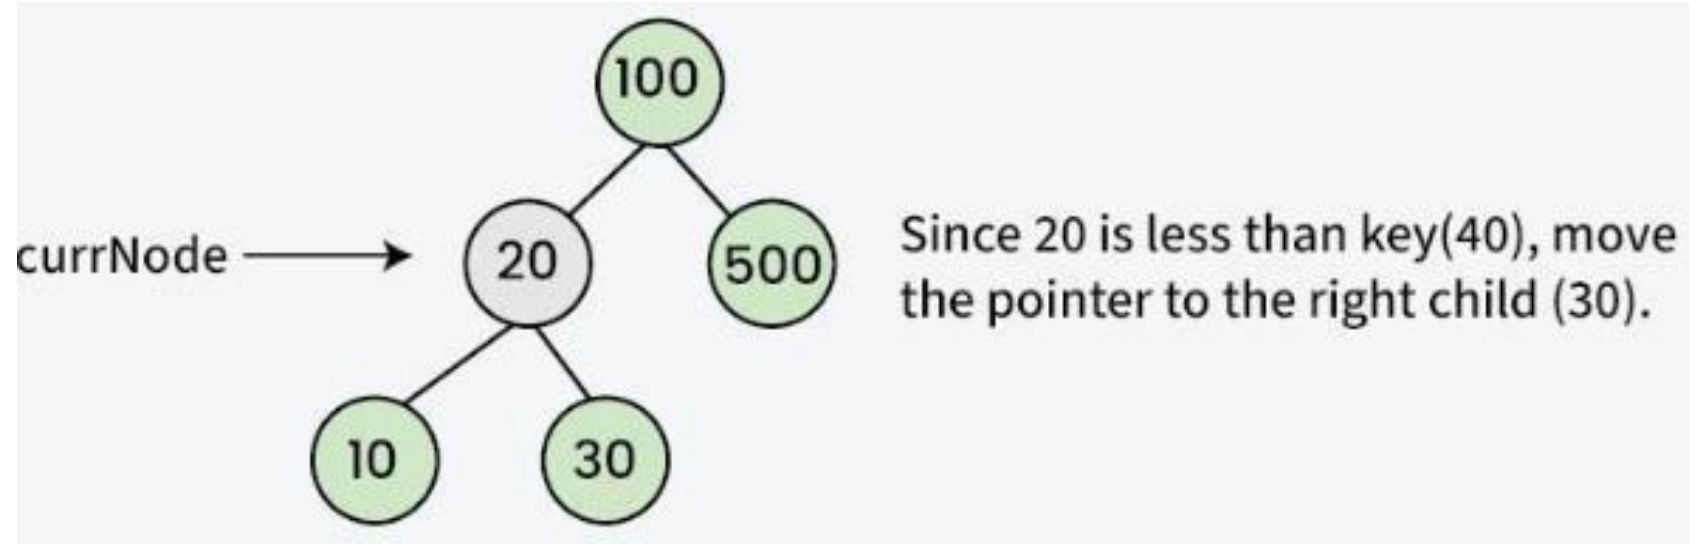 100
currNode
20
500
Since 20 is less than key(40), move
the pointer to the right child (30).
10
30